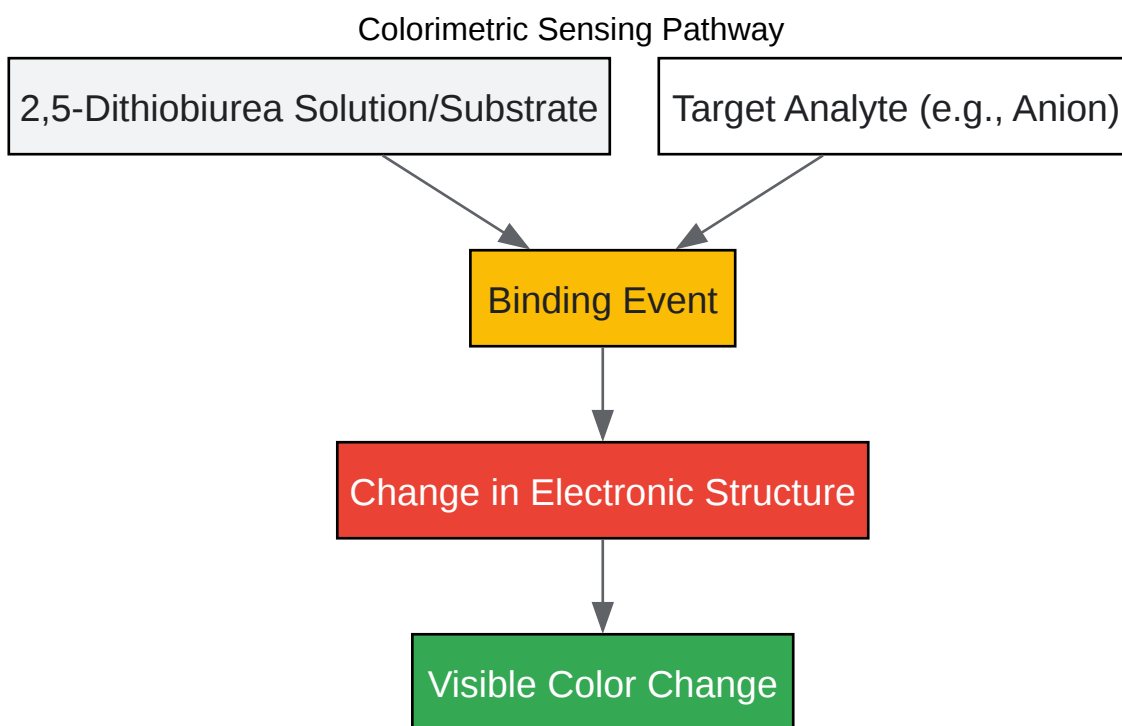 Colorimetric Sensing Pathway
2,5-Dithiobiurea Solution/Substrate
Target Analyte (e.g., Anion)
Binding Event
Change in Electronic Structure
Visible Color Change